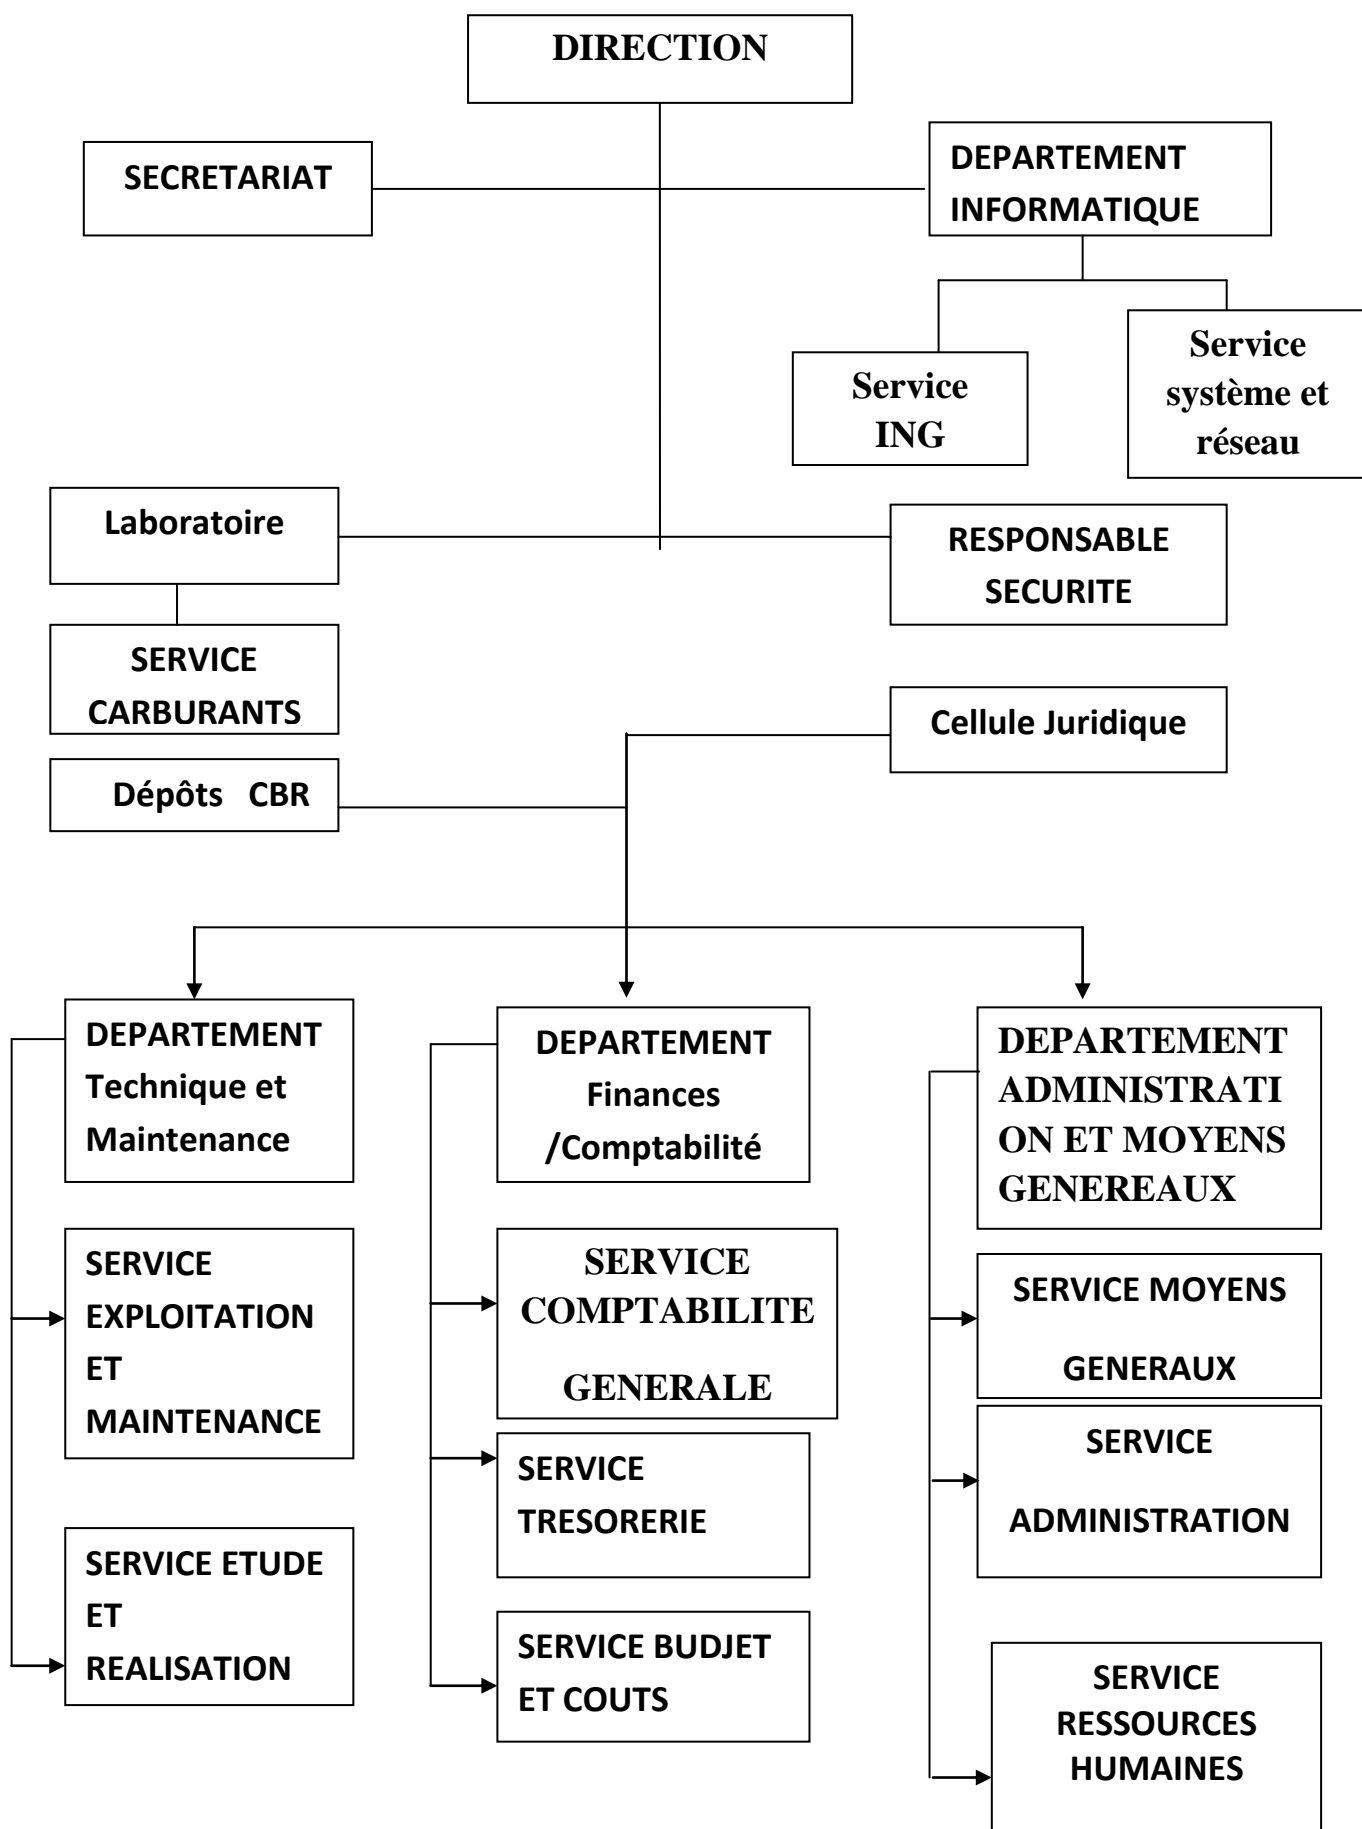 DIRECTION
SECRETARIAT
DEPARTEMENT
INFORMATIQUE
Service
ING
Service
système et
réseau
Laboratoire
RESPONSABLE
SECURITE
SERVICE
CARBURANTS
Cellule Juridique
Dépôts CBR
DEPARTEMENT
Technique et
Maintenance
DEPARTEMENT
Finances
/Comptabilité
DEPARTEMENT
ADMINISTRATI
ON ET MOYENS
GENEREAUX
SERVICE
EXPLOITATION
ET
MAINTENANCE
SERVICE
COMPTABILITE
GENERALE
SERVICE MOYENS
GENERAUX
SERVICE
TRESORERIE
SERVICE
ADMINISTRATION
SERVICE ETUDE
ET
REALISATION
SERVICE BUDJET
ET COUTS
SERVICE
RESSOURCES
HUMAINES